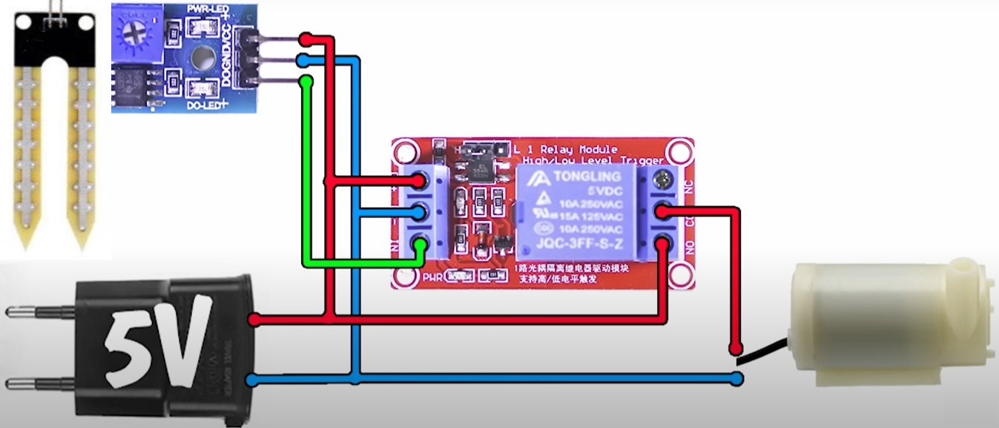 PWR-LED
+
DOGNDVCC
DO-LED+
5V
H
L 1 Relay Module
High/Low Level Trigger
TONGLING
5VDC
10A 250VAC
15A 125VAC
10A 250VAC
JQC-3FF-S-Z
NC
NO
PWR
1路光耦隔离继电器驱动模块
支持高/低电平触发